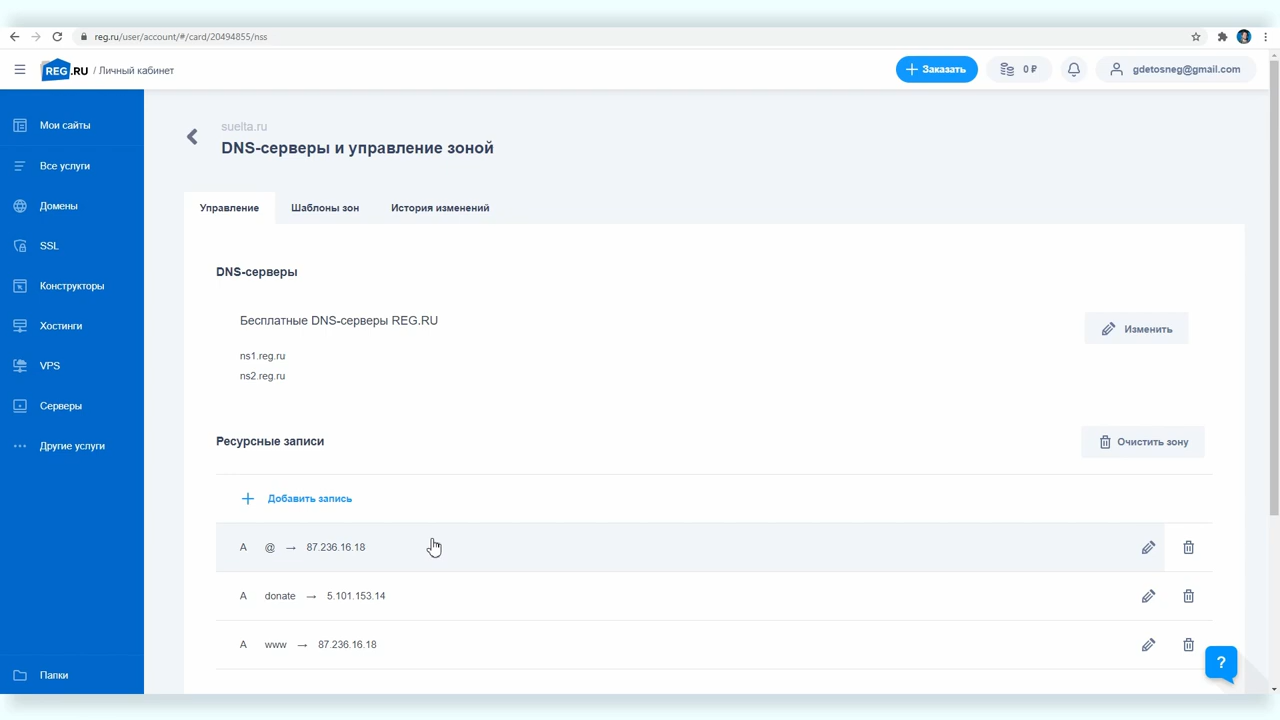 reg.ru/user/account/#/card/20494855/nss
REG.RU / Личный кабинет
Заказать
0 ₽
gdetosneg@gmail.com
Мои сайты
Все услуги
Домены
SSL
Конструкторы
Хостинги
VPS
Серверы
Другие услуги
Папки
suelta.ru
DNS-серверы и управление зоной
Управление
Шаблоны зон
История изменений
DNS-серверы
Бесплатные DNS-серверы REG.RU
Изменить
ns1.reg.ru
ns2.reg.ru
Ресурсные записи
Очистить зону
+ Добавить запись
A @ → 87.236.16.18
A donate → 5.101.153.14
A www → 87.236.16.18
?